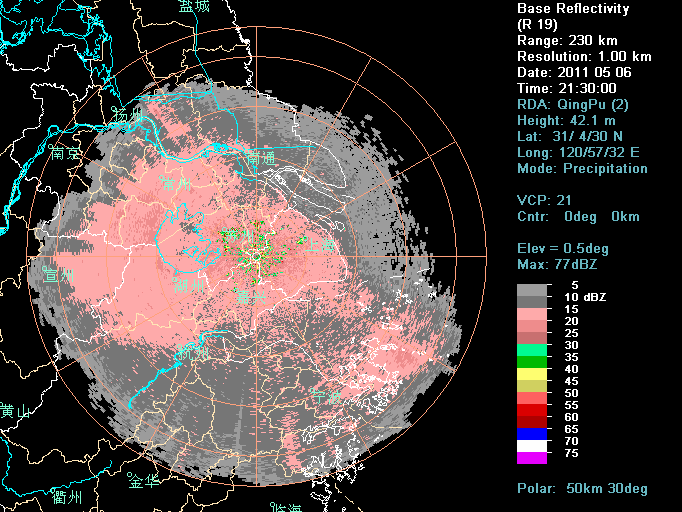 盐城
扬州
南京
南通
常州
苏州
宣州
湖州
杭
黄山
金华
衢州
临海
Base Reflectivity
(R 19)
Range: 230 km
Resolution: 1.00 km
Date: 2011 05 06
Time: 21:30:00
RDA: QingPu (2)
Height: 42.1 m
Lat: 31/ 4/30 N
Long: 120/57/32 E
Mode: Precipitation
VCP: 21
Cntr: 0deg 0km
Elev = 0.5deg
Max: 77dBZ
5
10 dBZ
15
20
25
30
35
40
45
50
55
60
65
70
75
Polar: 50km 30deg